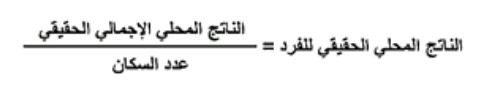 الناتج المحلي الحقيقي للفرد =
الناتج المحلي الإجمالي الحقيقي
عدد السكان